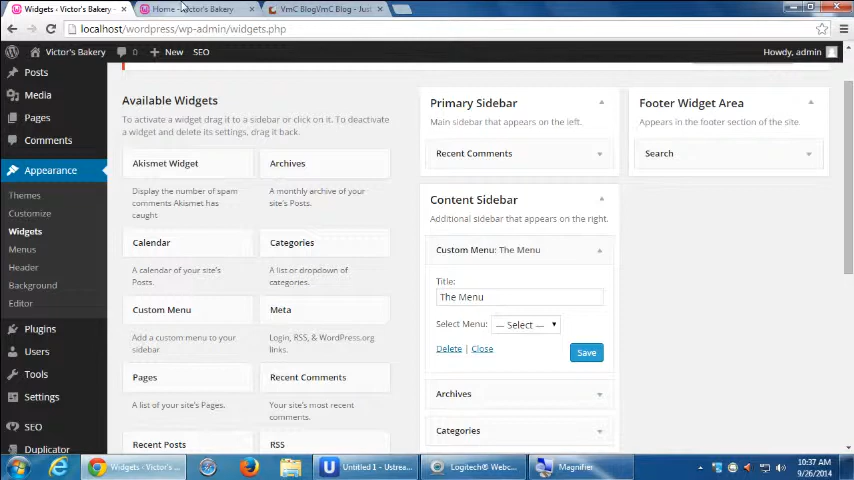 Widgets ‹ Victor's Bakery -
Home - Victor's Bakery
VmC BlogVmC Blog - Just
localhost/wordpress/wp-admin/widgets.php
Victor's Bakery 0 New SEO Howdy, admin
Posts
Media
Pages
Comments
Appearance
Themes
Customize
Widgets
Menus
Header
Background
Editor
Plugins
Users
Tools
Settings
SEO
Duplicator
Available Widgets
To activate a widget drag it to a sidebar or click on it. To deactivate
a widget and delete its settings, drag it back.
Akismet Widget
Display the number of spam
comments Akismet has
caught
Archives
A monthly archive of your
site's Posts.
Calendar
A calendar of your site's
Posts.
Categories
A list or dropdown of
categories.
Custom Menu
Add a custom menu to your
sidebar
Meta
Login, RSS, & WordPress.org
links.
Pages
A list of your site's Pages.
Recent Comments
Your site's most recent
comments.
Recent Posts
RSS
Primary Sidebar
Main sidebar that appears on the left.
Recent Comments
Content Sidebar
Additional sidebar that appears on the right.
Custom Menu: The Menu
Title:
The Menu
Select Menu: — Select —
Delete | Close Save
Archives
Categories
Footer Widget Area
Appears in the footer section of the site.
Search
Widgets ‹ Victor's ...
Untitled 1 - Ustrea...
Logitech® Webc...
Magnifier
10:37 AM
9/26/2014